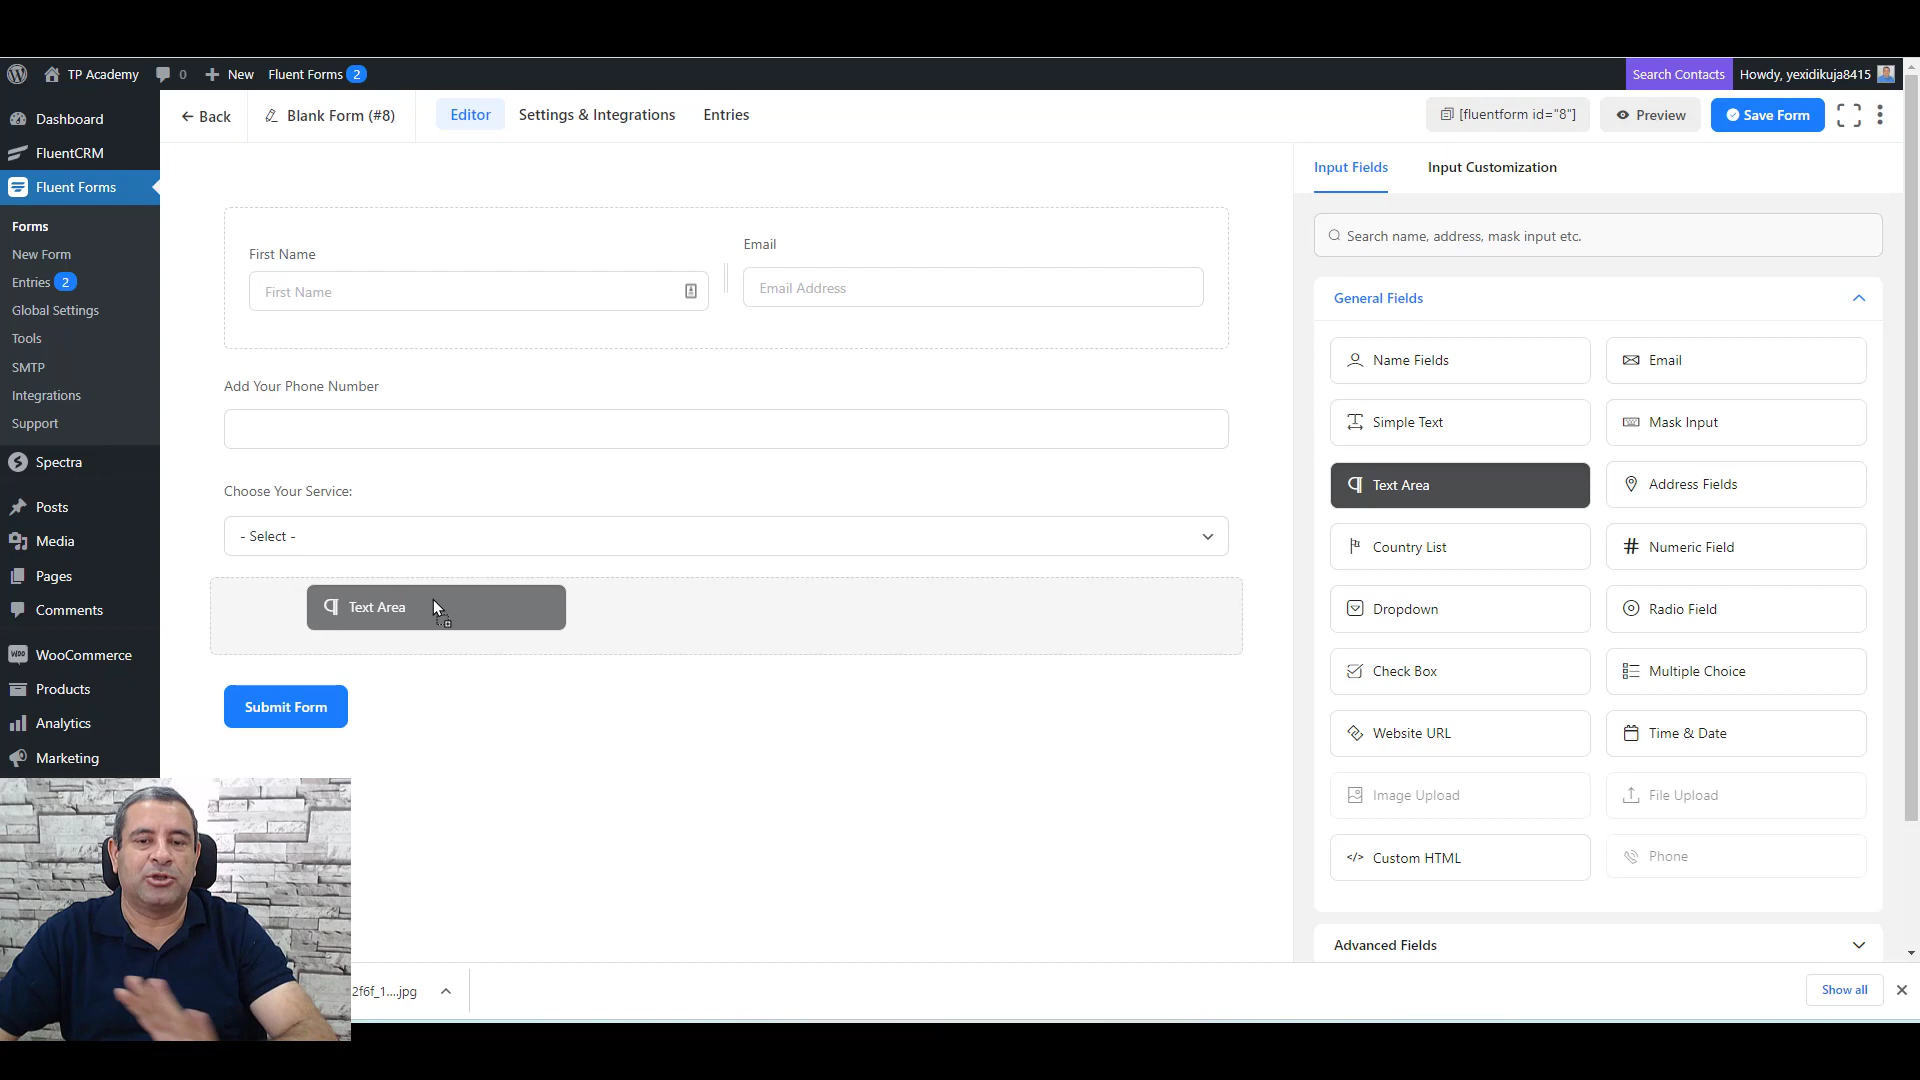 TP Academy
0
New
Fluent Forms 2
Search Contacts
Howdy, yexidikuja8415
Dashboard
FluentCRM
Fluent Forms
Forms
New Form
Entries 2
Global Settings
Tools
SMTP
Integrations
Support
Spectra
Posts
Media
Pages
Comments
WooCommerce
Products
Analytics
Marketing
Back
Blank Form (#8)
Editor
Settings & Integrations
Entries
[fluentform id="8"]
Preview
Save Form
First Name
First Name
Email
Email Address
Add Your Phone Number
Choose Your Service:
- Select -
Text Area
Submit Form
Input Fields
Input Customization
Search name, address, mask input etc.
General Fields
Name Fields
Email
Simple Text
Mask Input
Text Area
Address Fields
Country List
Numeric Field
Dropdown
Radio Field
Check Box
Multiple Choice
Website URL
Time & Date
Image Upload
File Upload
</> Custom HTML
Phone
Advanced Fields
2f6f_1....jpg
Show all